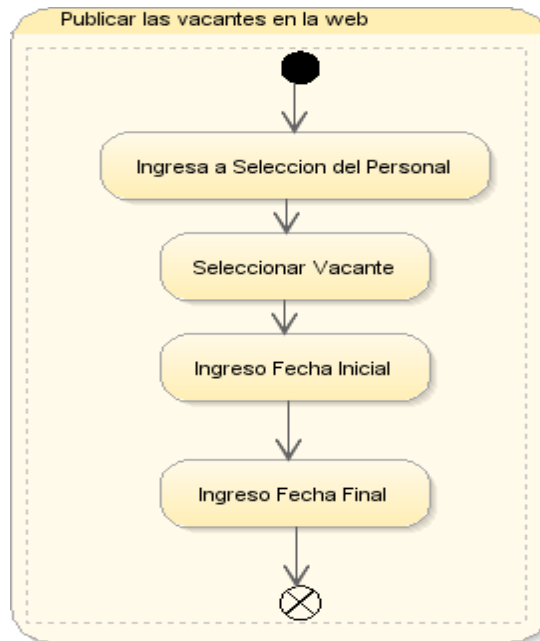 Publicar las vacantes en la web
Ingresa a Seleccion del Personal
Seleccionar Vacante
Ingreso Fecha Inicial
Ingreso Fecha Final